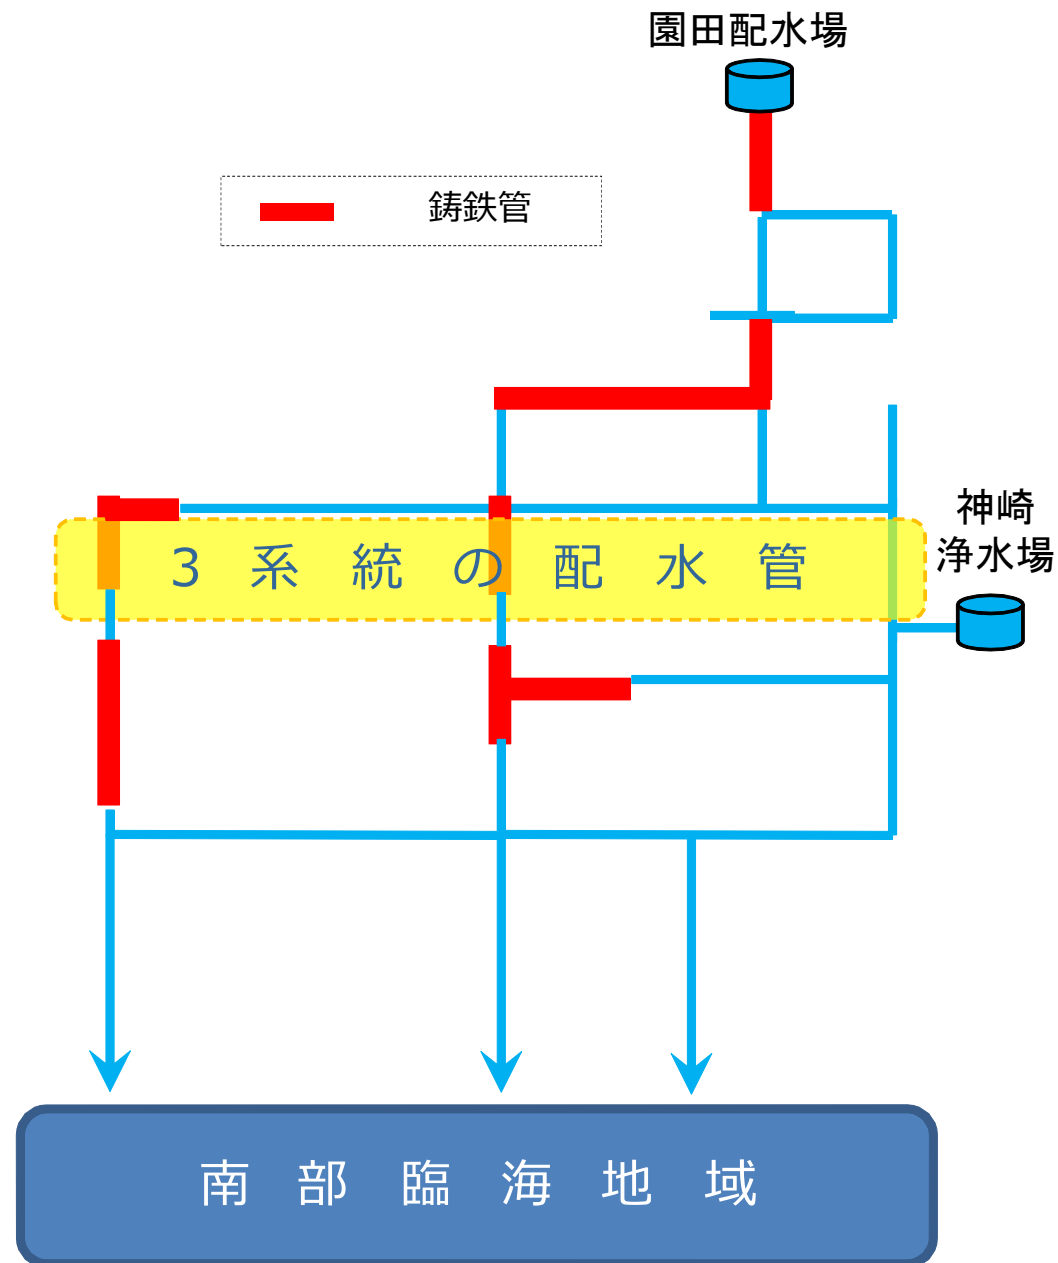 園田配水場
鋳鉄管
神崎
浄水場
3系統の配水管
南部臨海地域